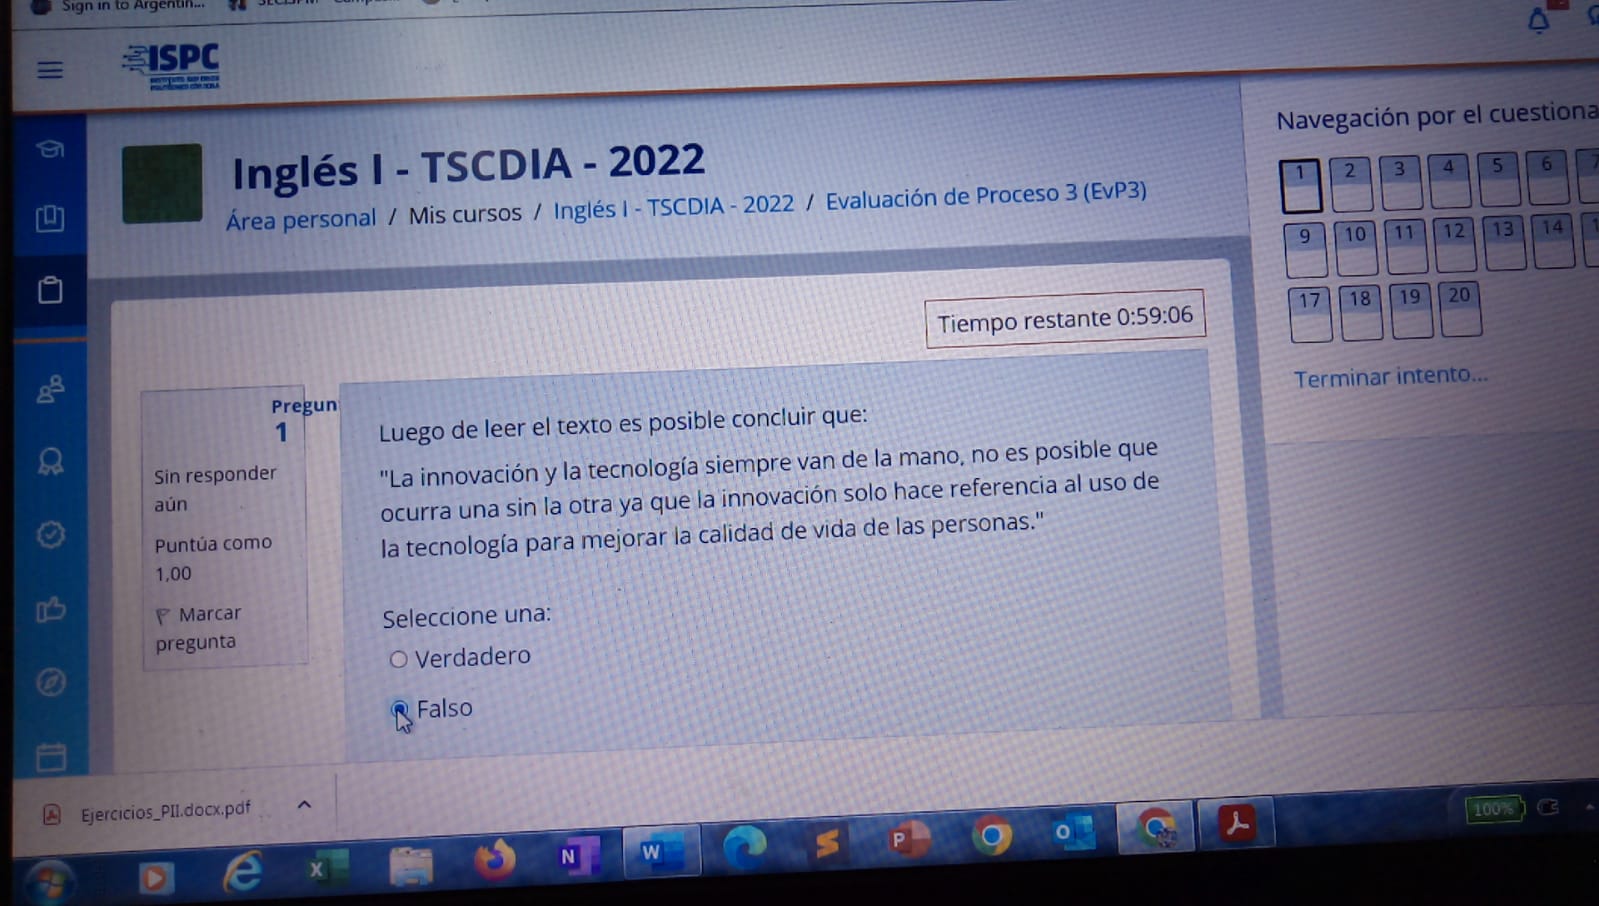 Sign in to Argentin...
ISPC
Inglés I - TSCDIA - 2022
Área personal / Mis cursos / Inglés I - TSCDIA - 2022 / Evaluación de Proceso 3 (EvP3)
Tiempo restante 0:59:06
Pregun
1
Sin responder
aún
Puntúa como
1,00
Marcar
pregunta
Luego de leer el texto es posible concluir que:
"La innovación y la tecnología siempre van de la mano, no es posible que
ocurra una sin la otra ya que la innovación solo hace referencia al uso de
la tecnología para mejorar la calidad de vida de las personas."
Seleccione una:
Verdadero
Falso
Navegación por el cuestiona
1 2 3 4 5 6 7
9 10 11 12 13 14 1
17 18 19 20
Terminar intento...
Ejercicios_PII.docx.pdf
100%
X N W S P O